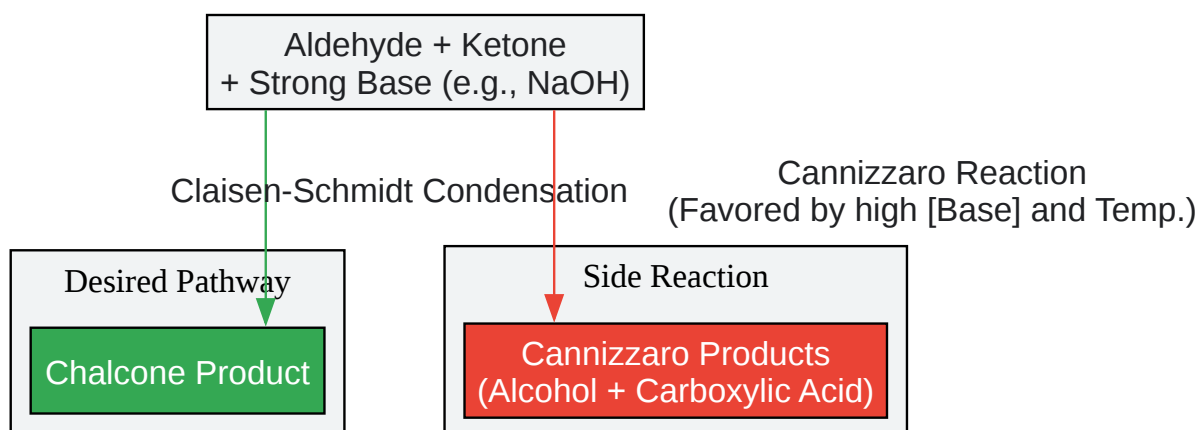 Aldehyde + Ketone
+ Strong Base (e.g., NaOH)
Claisen-Schmidt Condensation
Cannizzaro Reaction
(Favored by high [Base] and Temp.)
Desired Pathway
Chalcone Product
Side Reaction
Cannizzaro Products
(Alcohol + Carboxylic Acid)